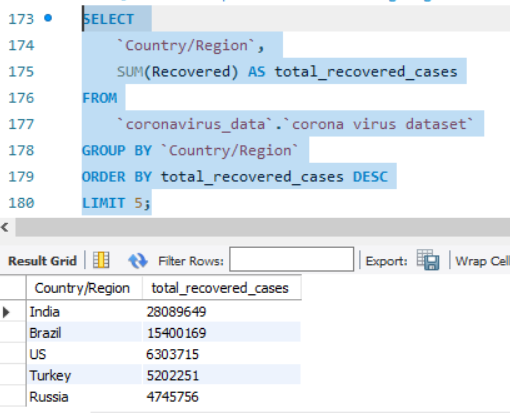 173 SELECT
174 `Country/Region`,
175 SUM(Recovered) AS total_recovered_cases
176 FROM
177 `coronavirus_data`.`corona virus dataset`
178 GROUP BY `Country/Region`
179 ORDER BY total_recovered_cases DESC
180 LIMIT 5;
Result Grid Filter Rows: Export: Wrap Cell
Country/Region total_recovered_cases
India 28089649
Brazil 15400169
US 6303715
Turkey 5202251
Russia 4745756